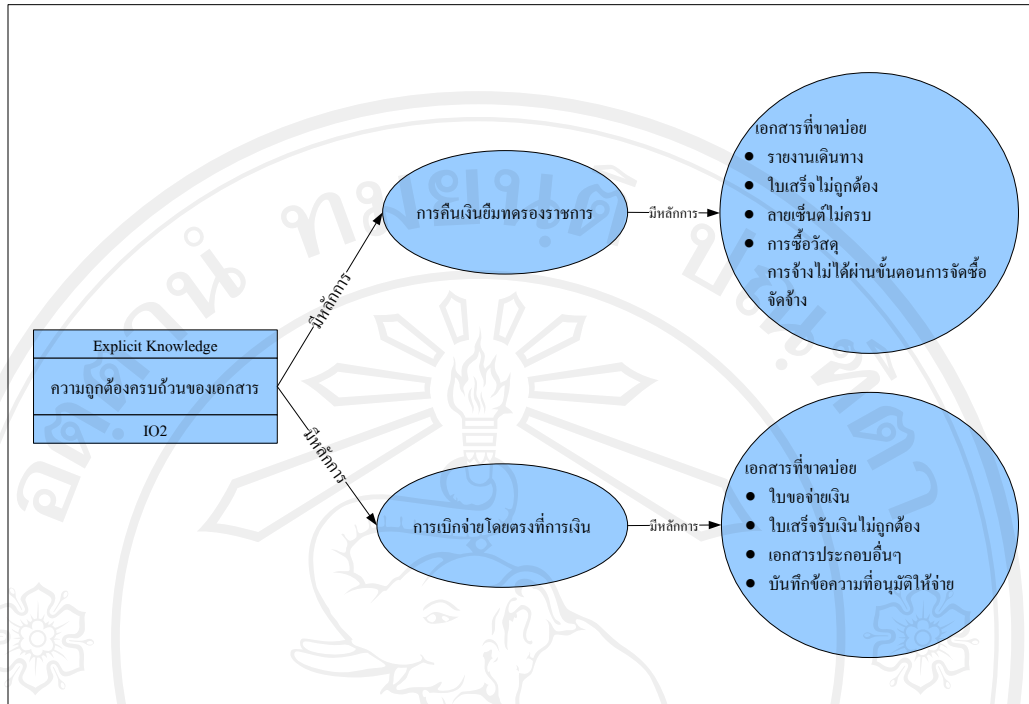 Explicit Knowledge
ความถูกต้องครบถ้วนของเอกสาร
IO2
มีหลักการ
มีหลักการ
การคืนเงินยืมทดรองราชการ
มีหลักการ
เอกสารที่ขาดบ่อย
● รายงานเดินทาง
● ใบเสร็จไม่ถูกต้อง
● ลายเซ็นต์ไม่ครบ
● การซื้อวัสดุ
การจ้างไม่ได้ผ่านขั้นตอนการจัดซื้อ
จัดจ้าง
การเบิกจ่ายโดยตรงที่การเงิน
มีหลักการ
เอกสารที่ขาดบ่อย
● ใบขอจ่ายเงิน
● ใบเสร็จรับเงินไม่ถูกต้อง
● เอกสารประกอบอื่นๆ
● บันทึกข้อความที่อนุมัติให้จ่าย